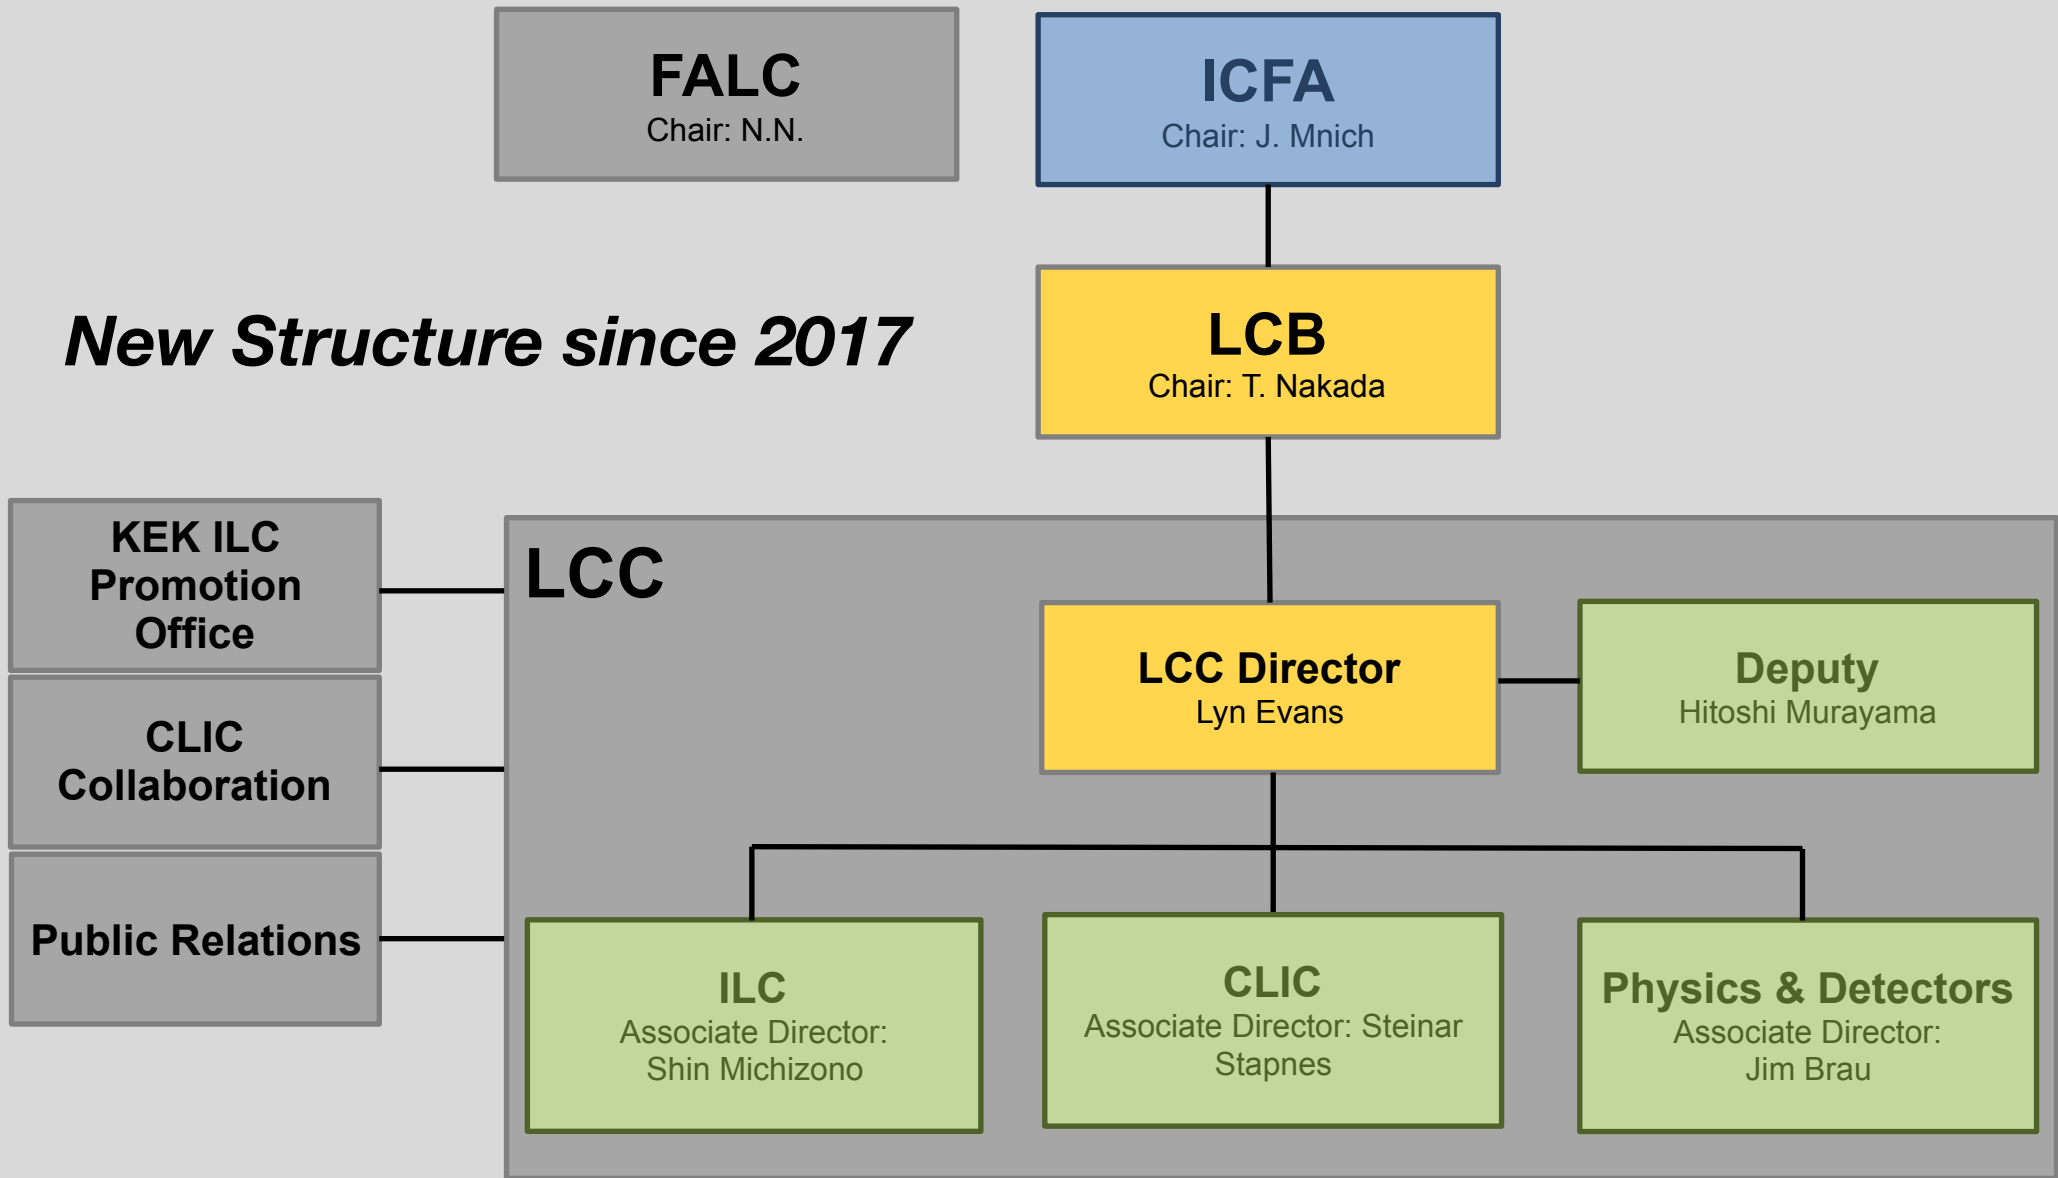 FALC
Chair: N.N.
ICFA
Chair: J. Mnich
New Structure since 2017
LCB
Chair: T. Nakada
KEK ILC
Promotion
Office
CLIC
Collaboration
Public Relations
LCC
LCC Director
Lyn Evans
Deputy
Hitoshi Murayama
ILC
Associate Director:
Shin Michizono
CLIC
Associate Director: Steinar
Stapnes
Physics & Detectors
Associate Director:
Jim Brau